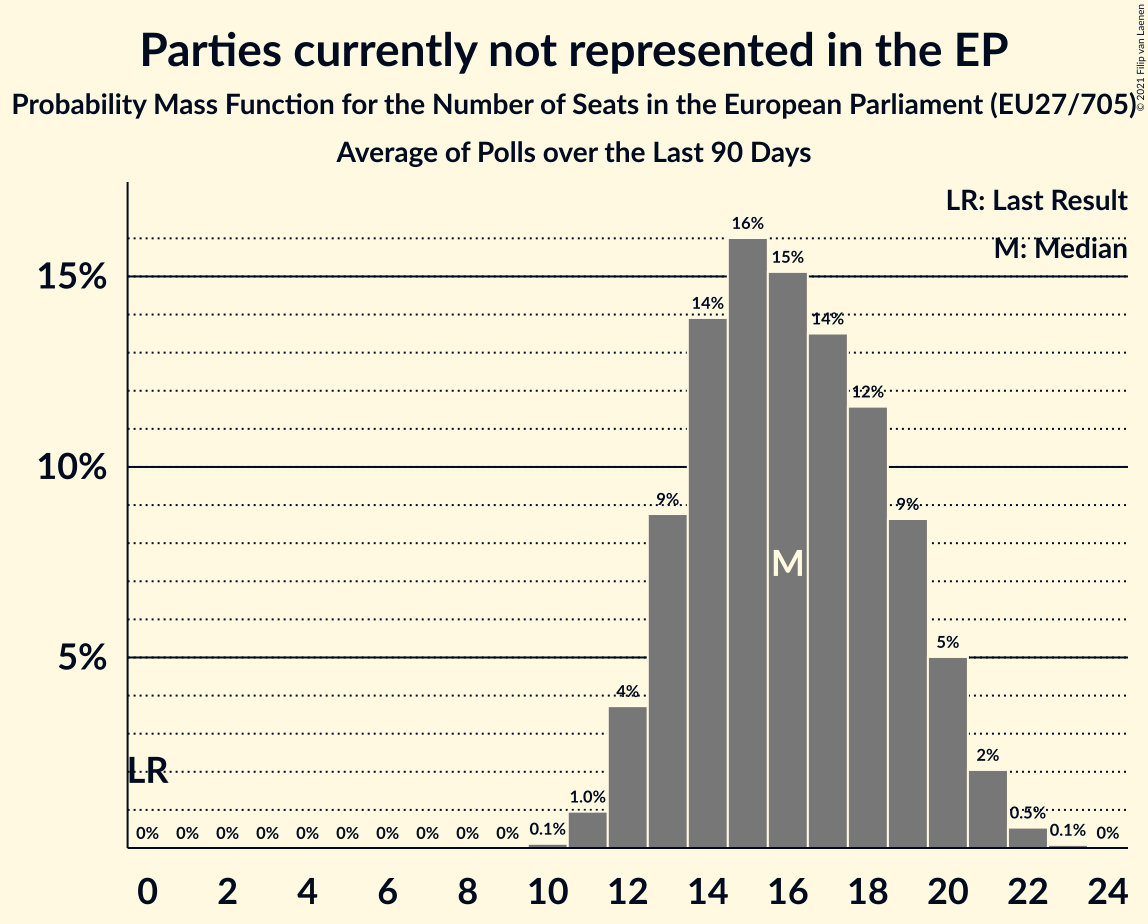 Parties currently not represented in the EP
Probability Mass Function for the Number of Seats in the European Parliament (EU27/705)
Average of Polls over the Last 90 Days
© 2021 Filip van Laenen
LR: Last Result
M: Median
15%
10%
5%
16%
15%
14%
14%
12%
9%
9%
M
5%
4%
2%
LR
1.0%
0.5%
0% 0% 0% 0% 0% 0% 0% 0% 0% 0% 0.1% 0.1% 0%
0 2 4 6 8 10 12 14 16 18 20 22 24